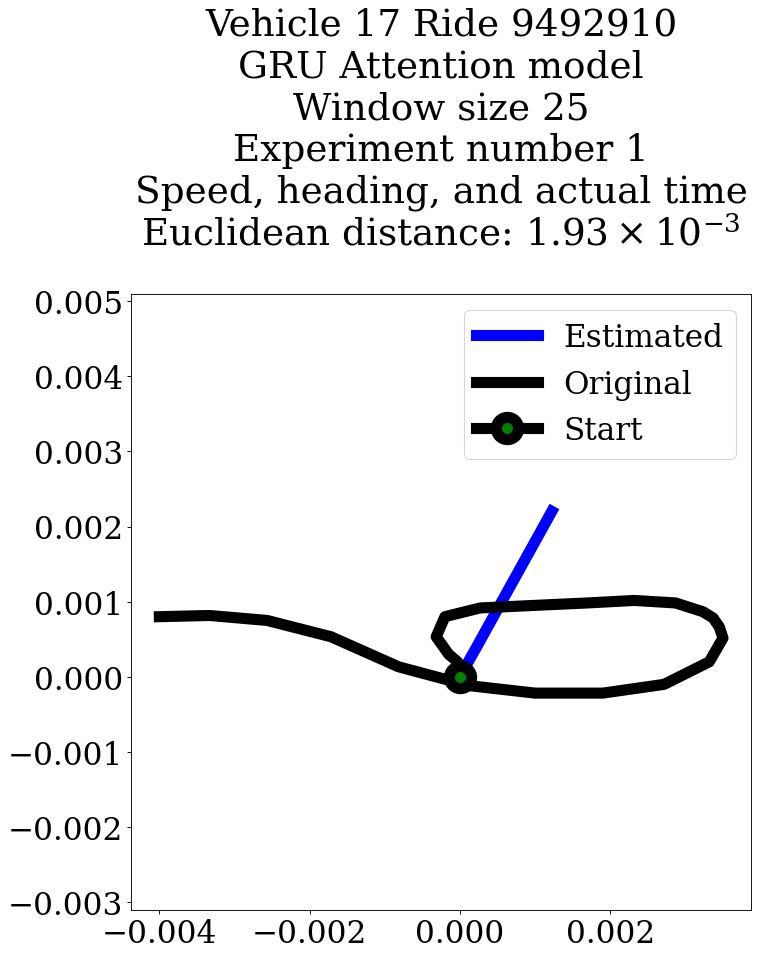 Vehicle 17 Ride 9492910
GRU Attention model
Window size 25
Experiment number 1
Speed, heading, and actual time
Euclidean distance: 1.93 × 10⁻³
0.005
Estimated
0.004
Original
Start
0.003
0.002
0.001
0.000
−0.001
−0.002
−0.003
−0.004 −0.002 0.000 0.002